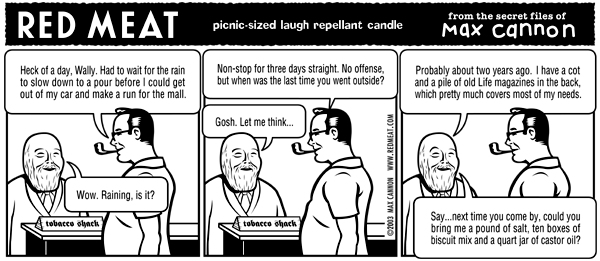 RED MEAT
picnic-sized laugh repellant candle
from the secret files of
max cannon
Heck of a day, Wally. Had to wait for the rain
to slow down to a pour before I could get
out of my car and make a run for the mall.
Wow. Raining, is it?
tobacco shack
Non-stop for three days straight. No offense,
but when was the last time you went outside?
Gosh. Let me think...
tobacco shack
©2003 MAX CANNON WWW.REDMEAT.COM
Probably about two years ago. I have a cot
and a pile of old Life magazines in the back,
which pretty much covers most of my needs.
Say...next time you come by, could you
bring me a pound of salt, ten boxes of
biscuit mix and a quart jar of castor oil?